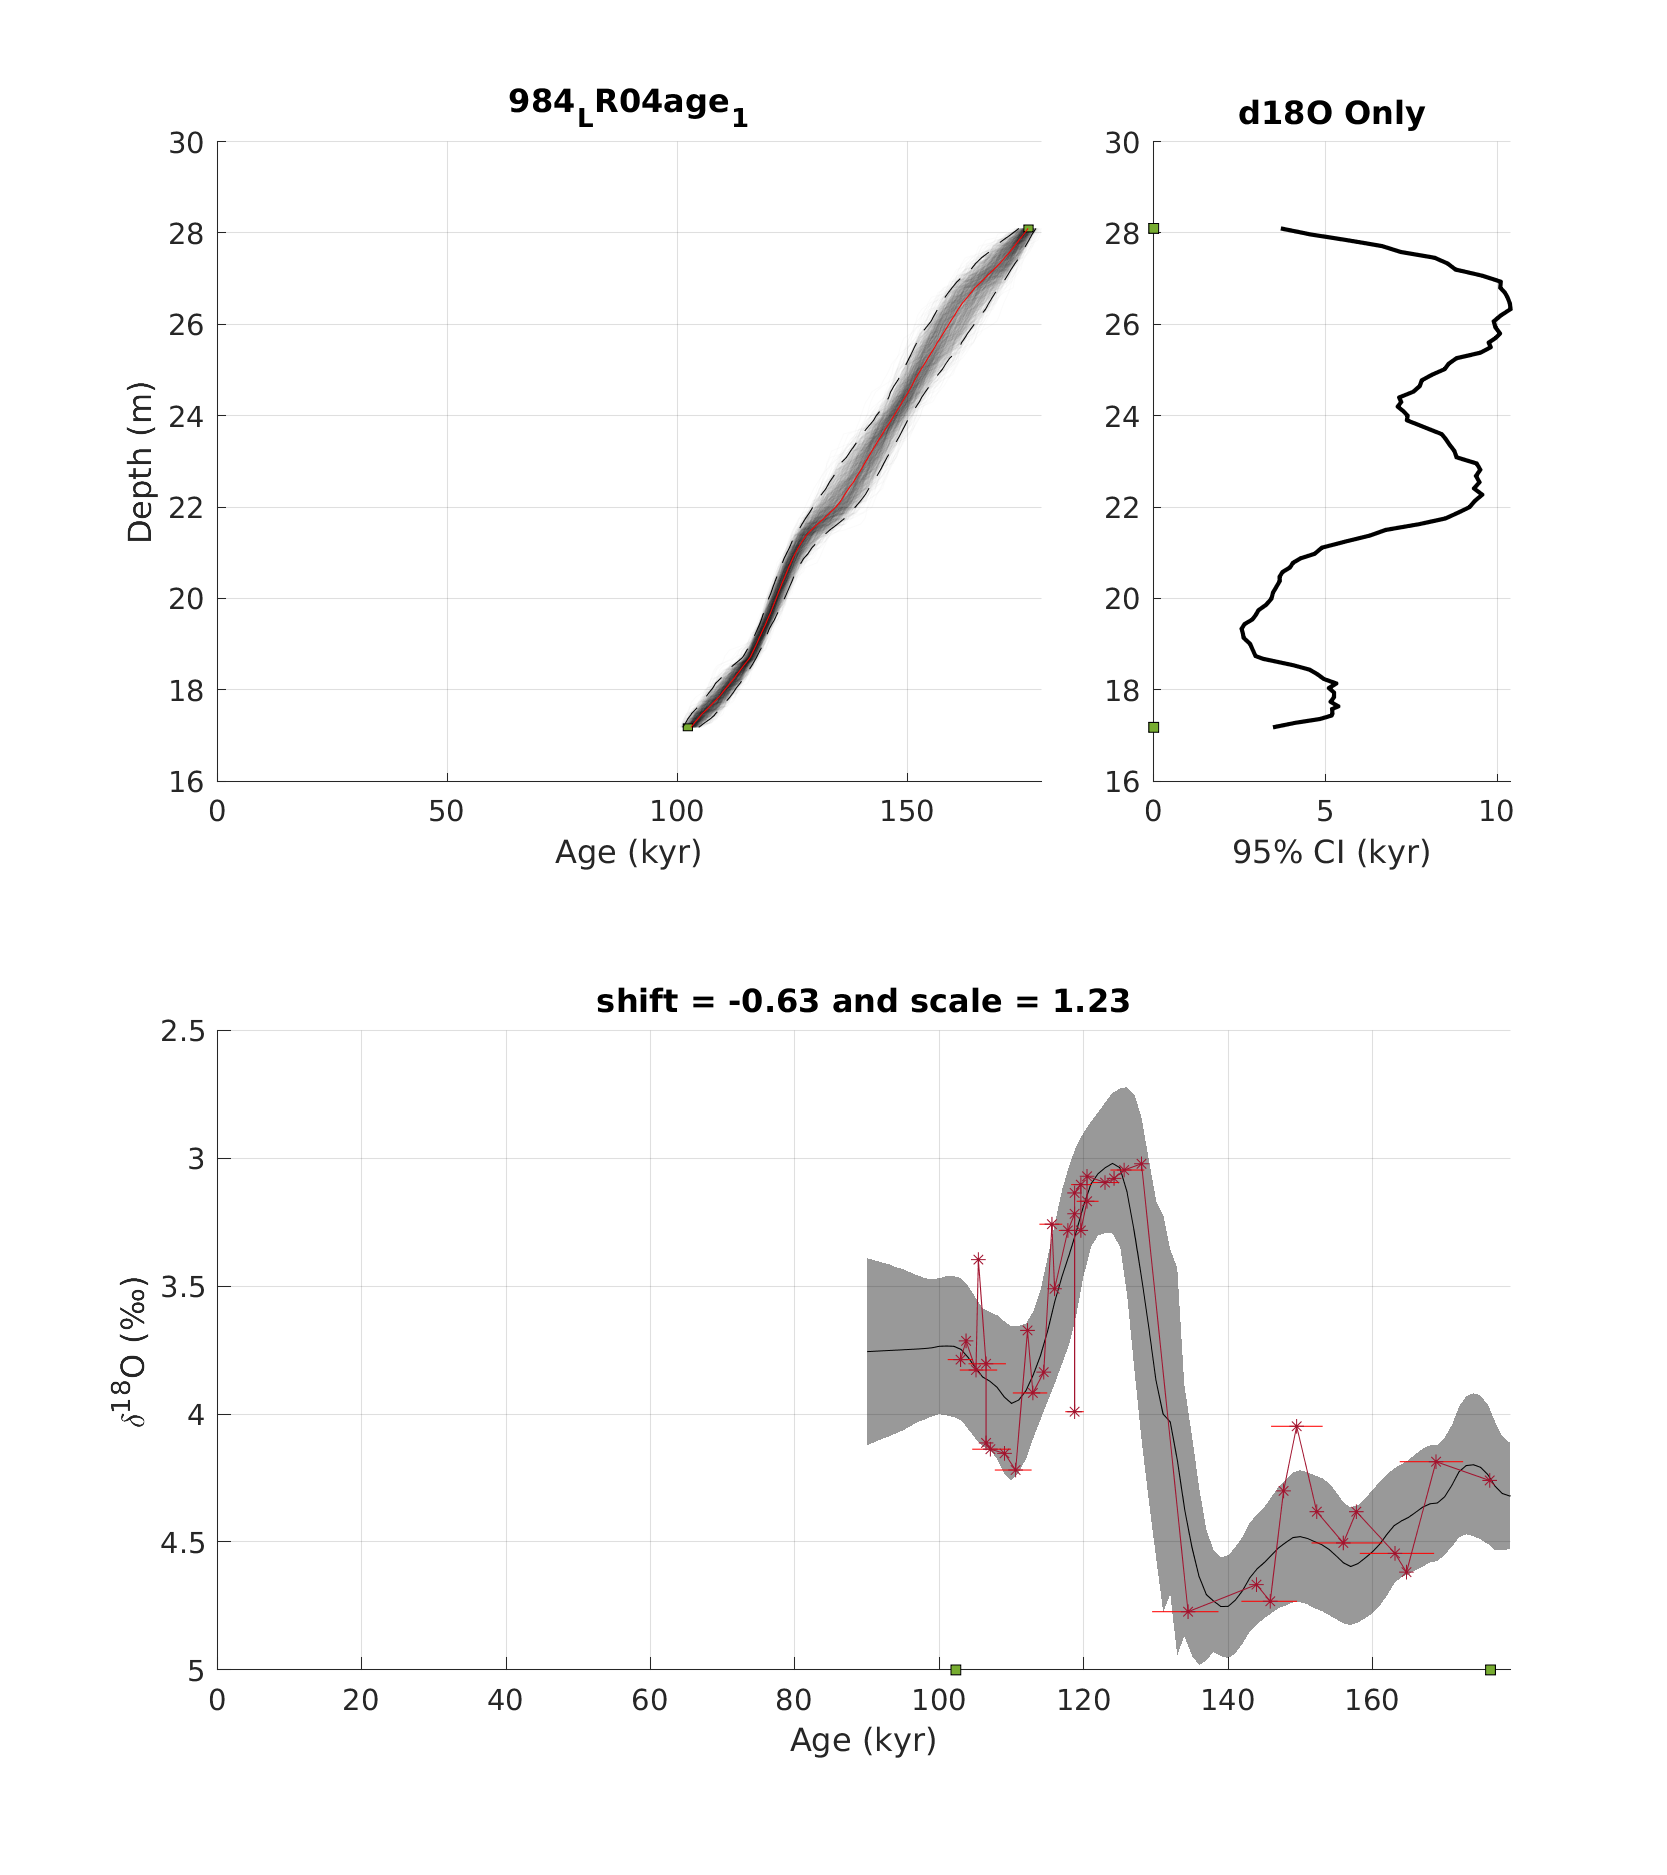 984_LR04age_1
30
28
26
24
22
20
18
16
Depth (m)
0 50 100 150
Age (kyr)
d18O Only
30
28
26
24
22
20
18
16
0 5 10
95% CI (kyr)
shift = -0.63 and scale = 1.23
2.5
3
3.5
4
4.5
5
δ¹⁸O (‰)
0 20 40 60 80 100 120 140 160
Age (kyr)